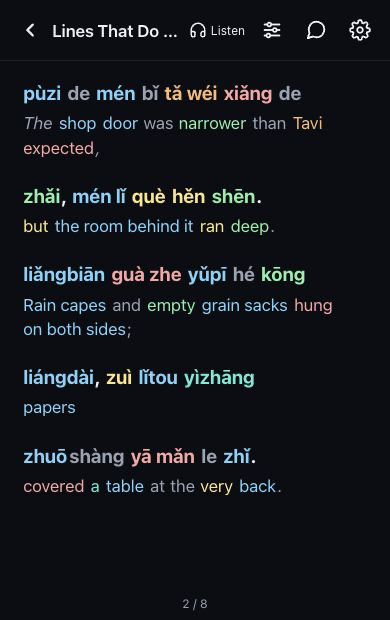 Lines That Do ...
Listen
pùzi de mén bǐ tǎ wéi xiǎng de
The shop door was narrower than Tavi
expected,
zhǎi, mén lǐ què hěn shēn.
but the room behind it ran deep.
liǎngbiān guà zhe yǔpī hé kōng
Rain capes and empty grain sacks hung
on both sides;
liángdài, zuì lǐtou yìzhāng
papers
zhuō shàng yā mǎn le zhǐ.
covered a table at the very back.
2 / 8